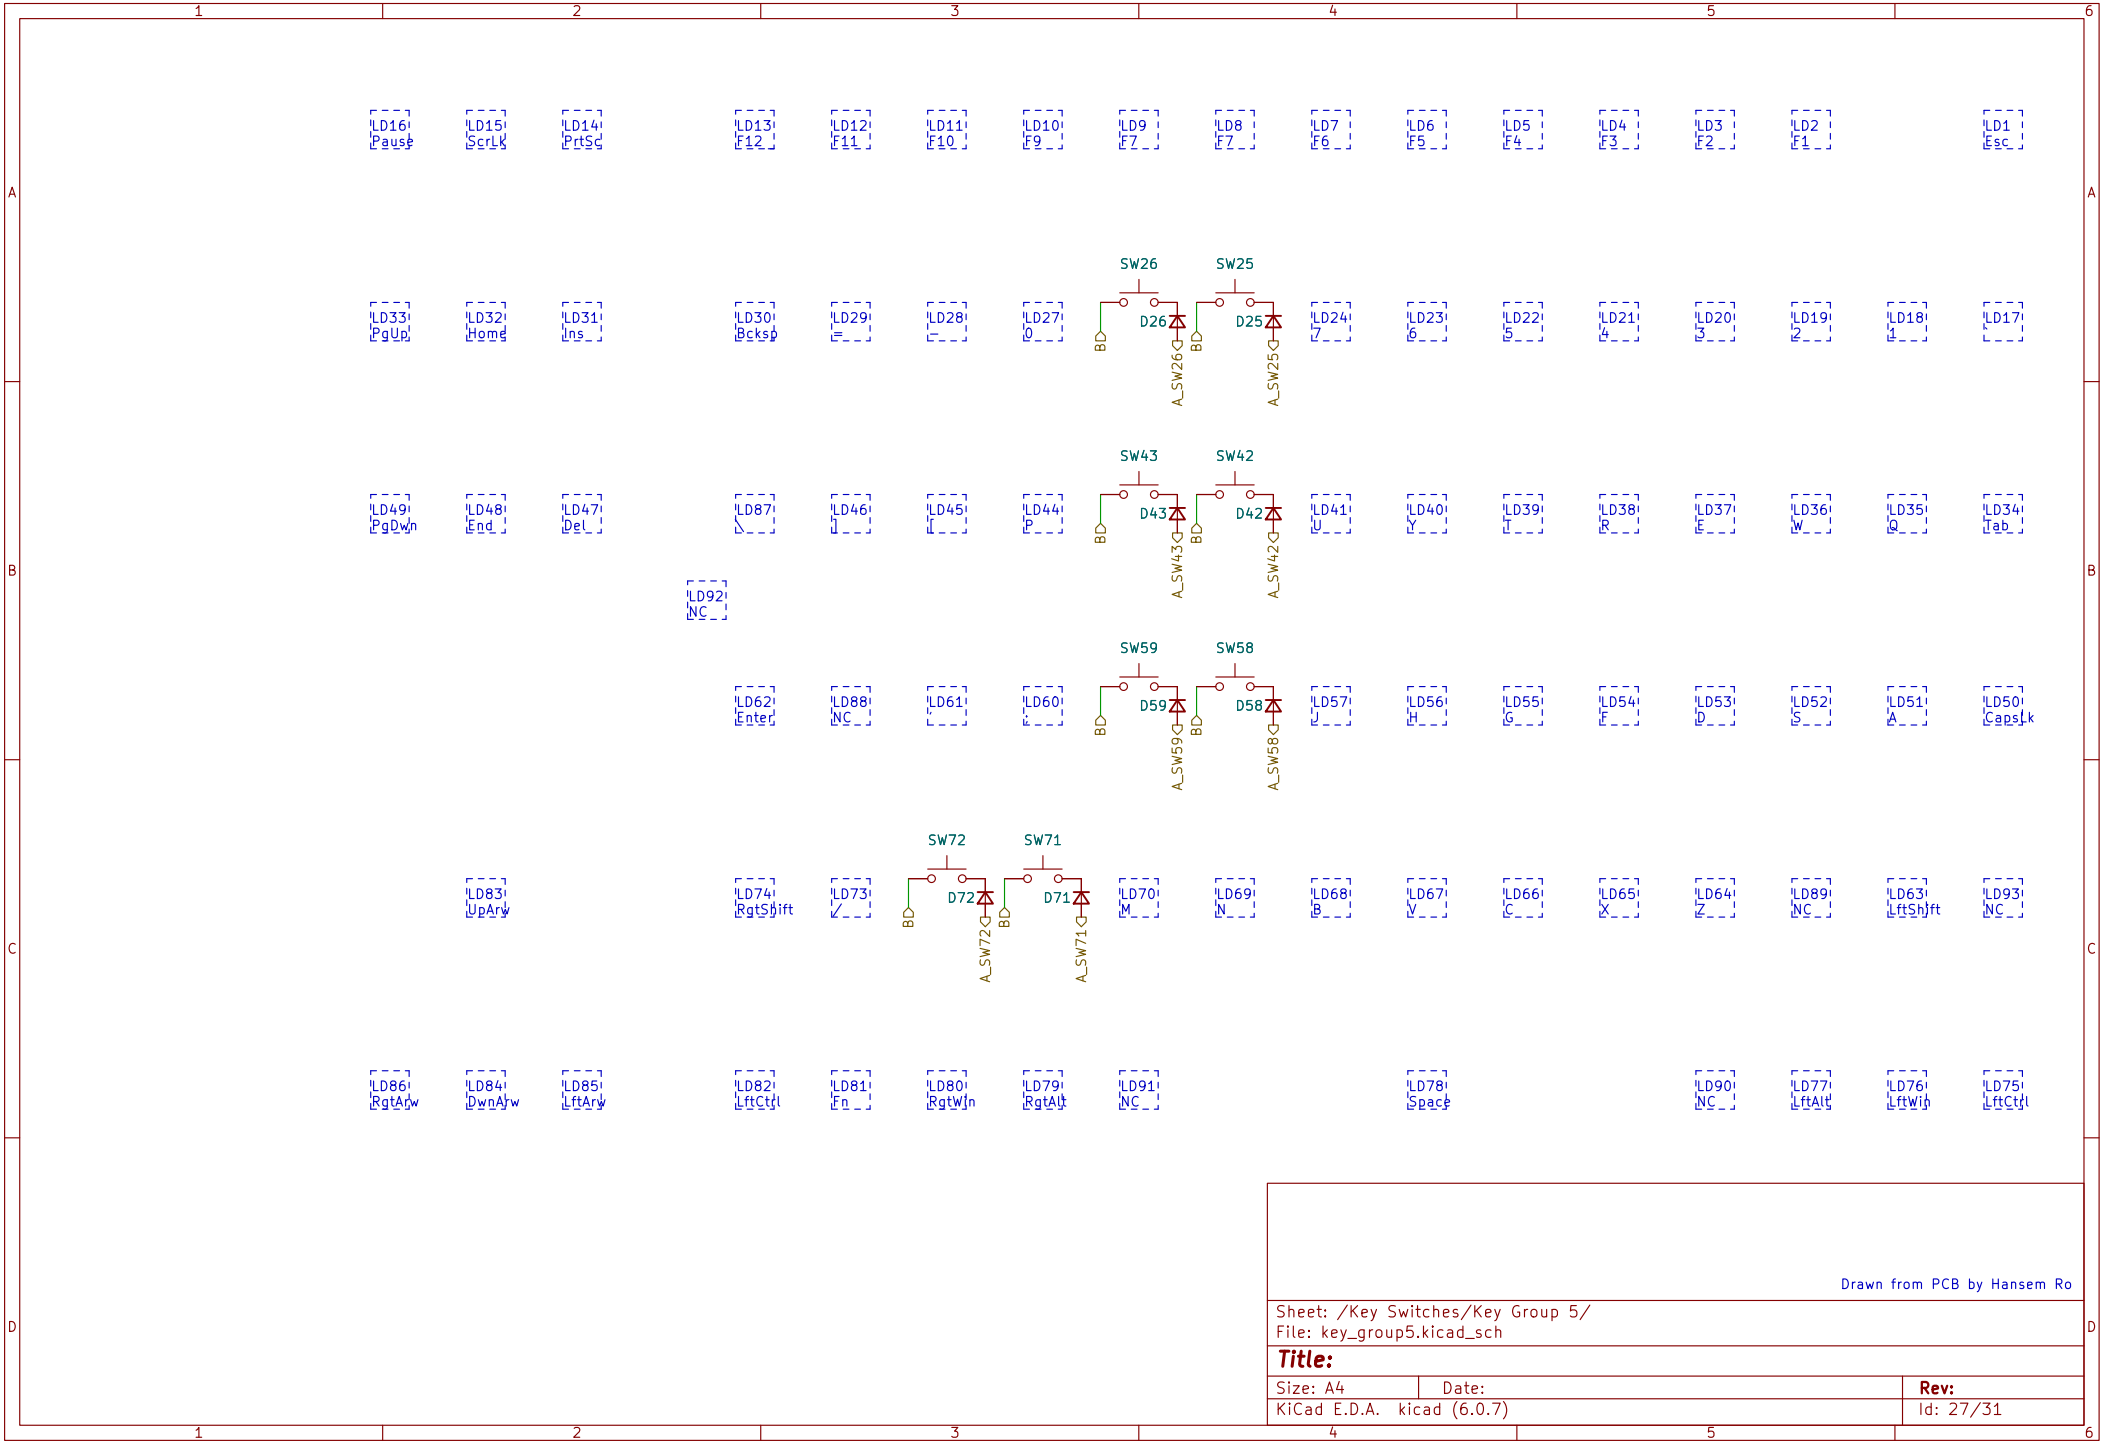 1 2 3 4 5 6
LD16 LD15 LD14 LD13 LD12 LD11 LD10 LD9 LD8 LD7 LD6 LD5 LD4 LD3 LD2 LD1
Pause ScrLk PrtSc F12 F11 F10 F9 F7 F7 F6 F5 F4 F3 F2 F1 Esc
A A
SW26 SW25
LD33 LD32 LD31 LD30 LD29 LD28 LD27 D26 D25 LD24 LD23 LD22 LD21 LD20 LD19 LD18 LD17
PgUp Home Ins Bcksp = - 0 7 6 5 4 3 2 1 `
B A_SW26 B A_SW25
SW43 SW42
LD49 LD48 LD47 LD87 LD46 LD45 LD44 D43 D42 LD41 LD40 LD39 LD38 LD37 LD36 LD35 LD34
PgDwn End Del \ ] [ P U Y T R E W Q Tab
B A_SW43 B A_SW42
B B
LD92
NC
SW59 SW58
LD62 LD88 LD61 LD60 D59 D58 LD57 LD56 LD55 LD54 LD53 LD52 LD51 LD50
Enter NC ' ; J H G F D S A CapsLk
B A_SW59 B A_SW58
SW72 SW71
LD83 LD74 LD73 D72 D71 LD70 LD69 LD68 LD67 LD66 LD65 LD64 LD89 LD63 LD93
UpArw RgtShift / M N B V C X Z NC LftShift NC
B A_SW72 B A_SW71
C C
LD86 LD84 LD85 LD82 LD81 LD80 LD79 LD91 LD78 LD90 LD77 LD76 LD75
RgtArw DwnArw LftArw LftCtrl Fn RgtWin RgtAlt NC Space NC LftAlt LftWin LftCtrl
Drawn from PCB by Hansem Ro
Sheet: /Key Switches/Key Group 5/
D D
File: key_group5.kicad_sch
Title:
Size: A4 Date: Rev:
KiCad E.D.A. kicad (6.0.7) Id: 27/31
1 2 3 4 5 6